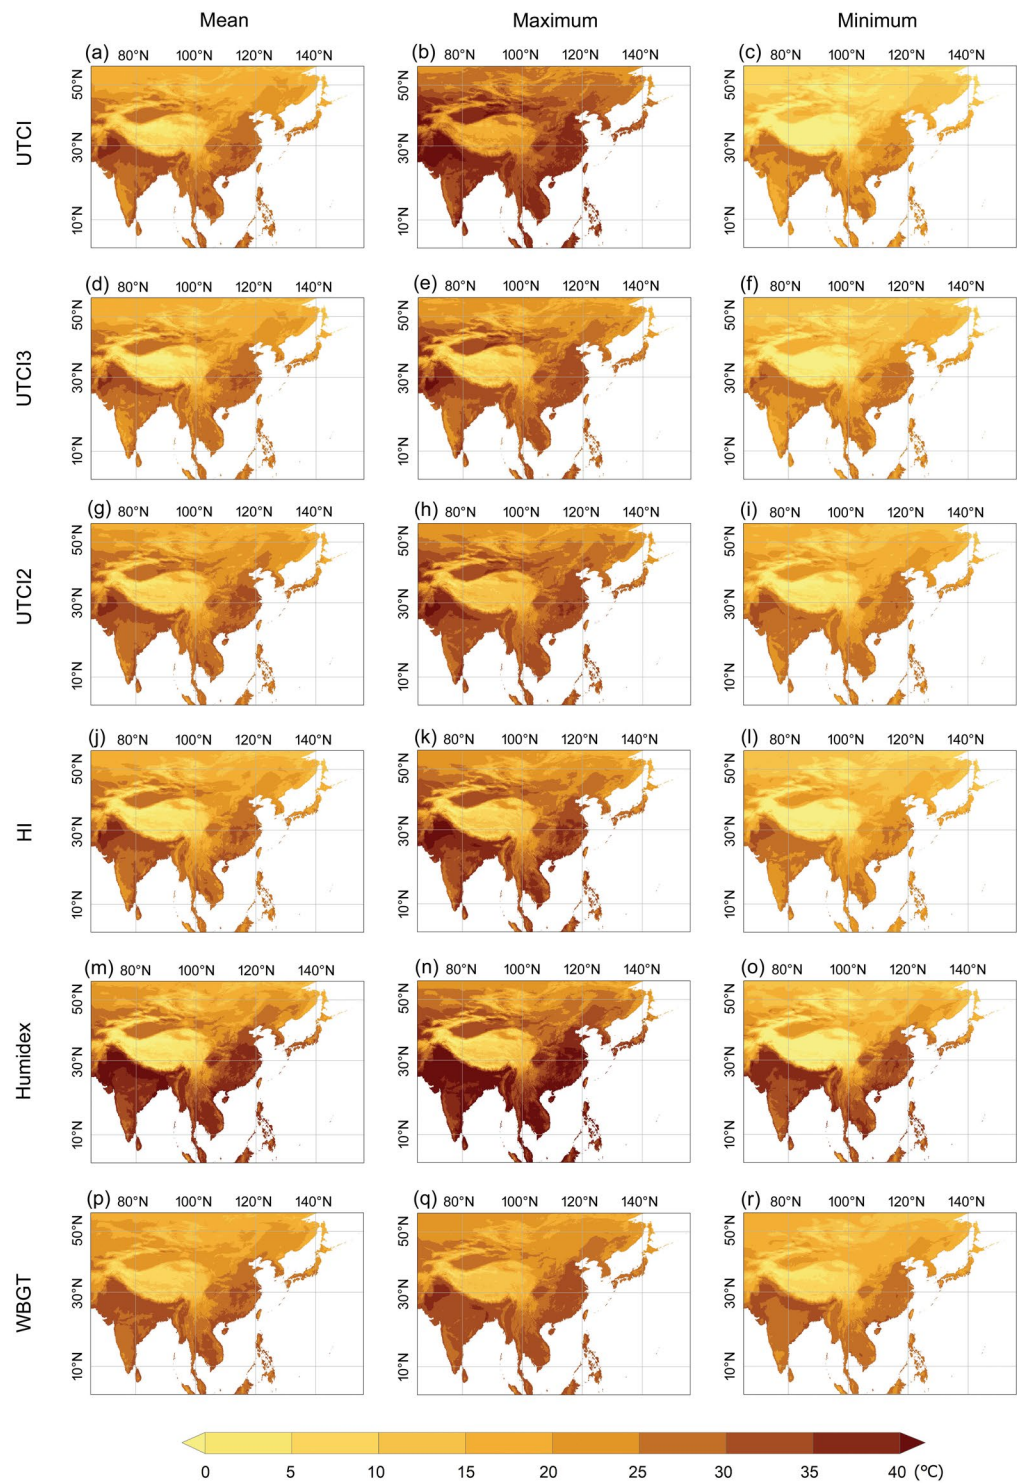 Mean Maximum Minimum
(a) 80°N 100°N 120°N 140°N (b) 80°N 100°N 120°N 140°N (c) 80°N 100°N 120°N 140°N
UTCI
50°N 30°N 10°N 50°N 30°N 10°N 50°N 30°N 10°N
(d) 80°N 100°N 120°N 140°N (e) 80°N 100°N 120°N 140°N (f) 80°N 100°N 120°N 140°N
UTCI3
50°N 30°N 10°N 50°N 30°N 10°N 50°N 30°N 10°N
(g) 80°N 100°N 120°N 140°N (h) 80°N 100°N 120°N 140°N (i) 80°N 100°N 120°N 140°N
UTCI2
50°N 30°N 10°N 50°N 30°N 10°N 50°N 30°N 10°N
(j) 80°N 100°N 120°N 140°N (k) 80°N 100°N 120°N 140°N (l) 80°N 100°N 120°N 140°N
HI
50°N 30°N 10°N 50°N 30°N 10°N 50°N 30°N 10°N
(m) 80°N 100°N 120°N 140°N (n) 80°N 100°N 120°N 140°N (o) 80°N 100°N 120°N 140°N
Humidex
50°N 30°N 10°N 50°N 30°N 10°N 50°N 30°N 10°N
(p) 80°N 100°N 120°N 140°N (q) 80°N 100°N 120°N 140°N (r) 80°N 100°N 120°N 140°N
WBGT
50°N 30°N 10°N 50°N 30°N 10°N 50°N 30°N 10°N
0 5 10 15 20 25 30 35 40 (℃)